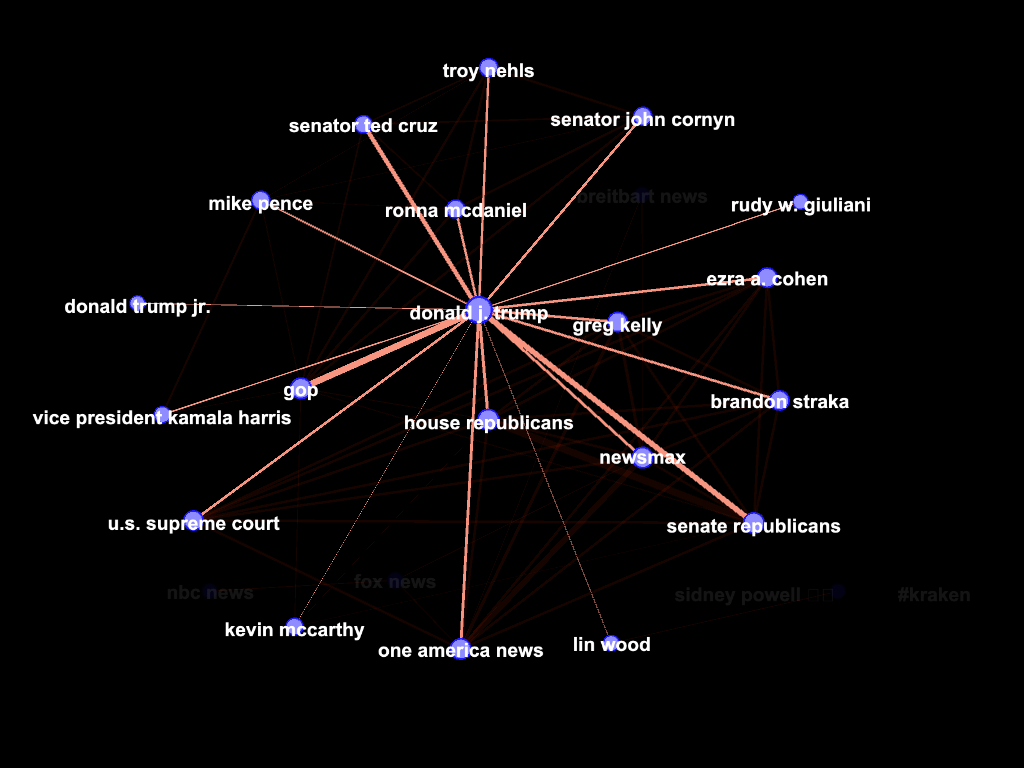 troy nehls
senator ted cruz
senator john cornyn
breitbart news
mike pence
ronna mcdaniel
rudy w. giuliani
ezra a. cohen
donald trump jr.
donald j. trump
greg kelly
gop
brandon straka
vice president kamala harris
house republicans
newsmax
u.s. supreme court
senate republicans
fox news
nbc news
sidney powell #kraken
kevin mccarthy
one america news
lin wood